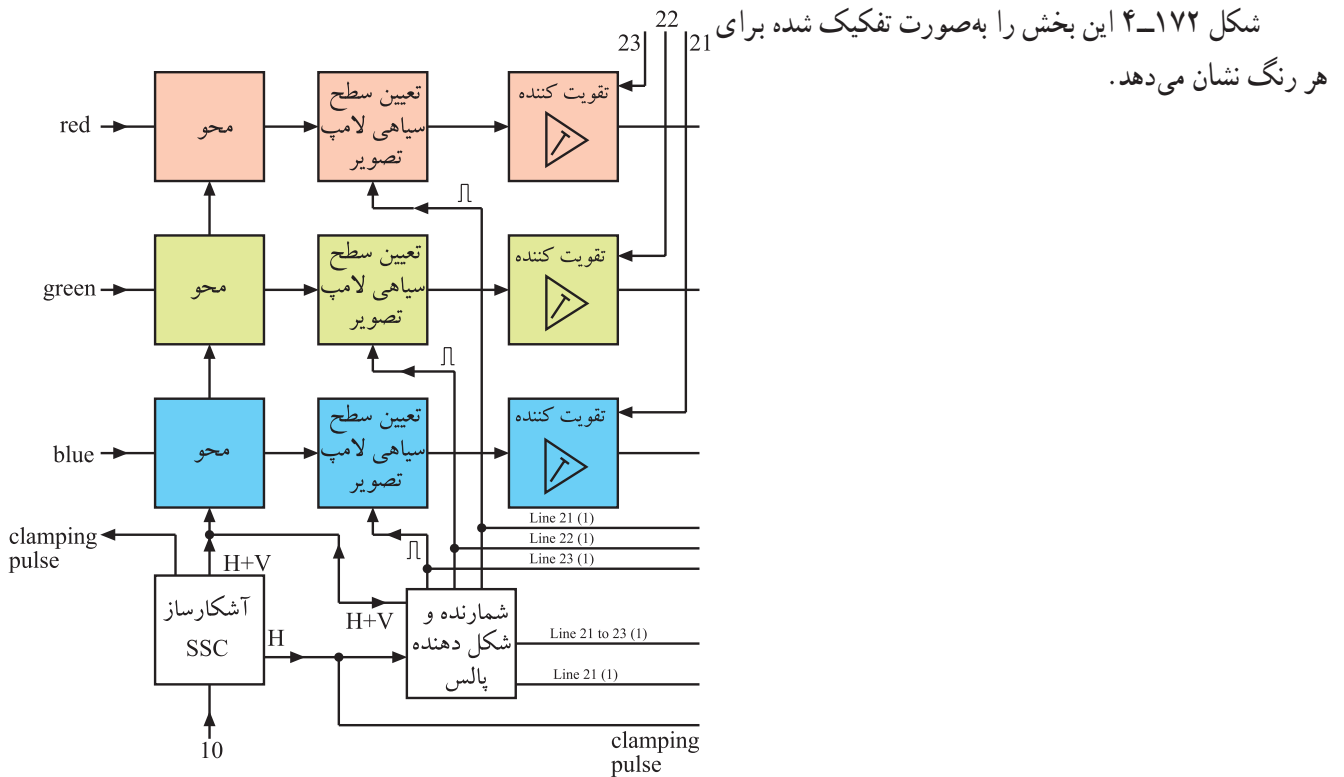 شکل ۱۷۲ــ۴ این بخش را به‌صورت تفکیک شده برای
هر رنگ نشان می‌دهد.
22
23
21
red
محو
تعیین سطح
سیاهی لامپ
تصویر
تقویت کننده
green
محو
تعیین سطح
سیاهی لامپ
تصویر
تقویت کننده
blue
محو
تعیین سطح
سیاهی لامپ
تصویر
تقویت کننده
Line 21 (1)
Line 22 (1)
Line 23 (1)
clamping
pulse
H+V
آشکارساز
SSC
H
H+V
شمارنده و
شکل دهنده
پالس
Line 21 to 23 (1)
Line 21 (1)
10
clamping
pulse